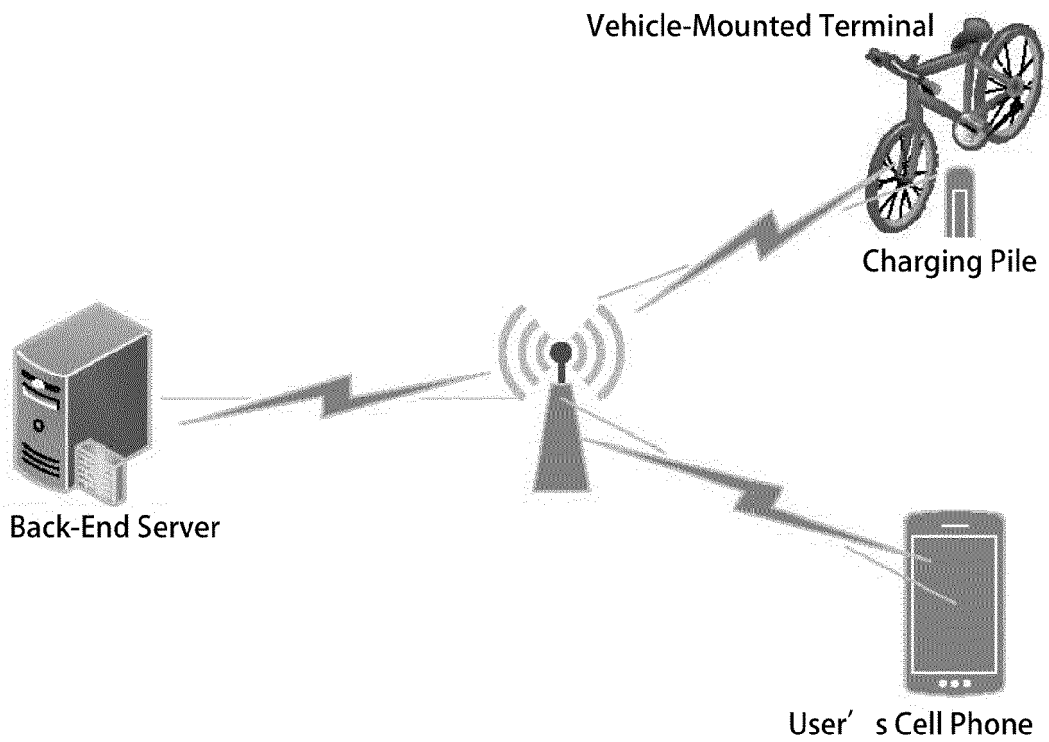 Vehicle-Mounted Terminal
Charging Pile
Back-End Server
User′ s Cell Phone